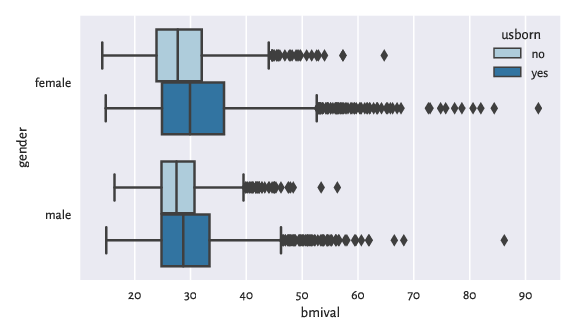 usborn
no
yes
female
male
gender
20 30 40 50 60 70 80 90
bmival